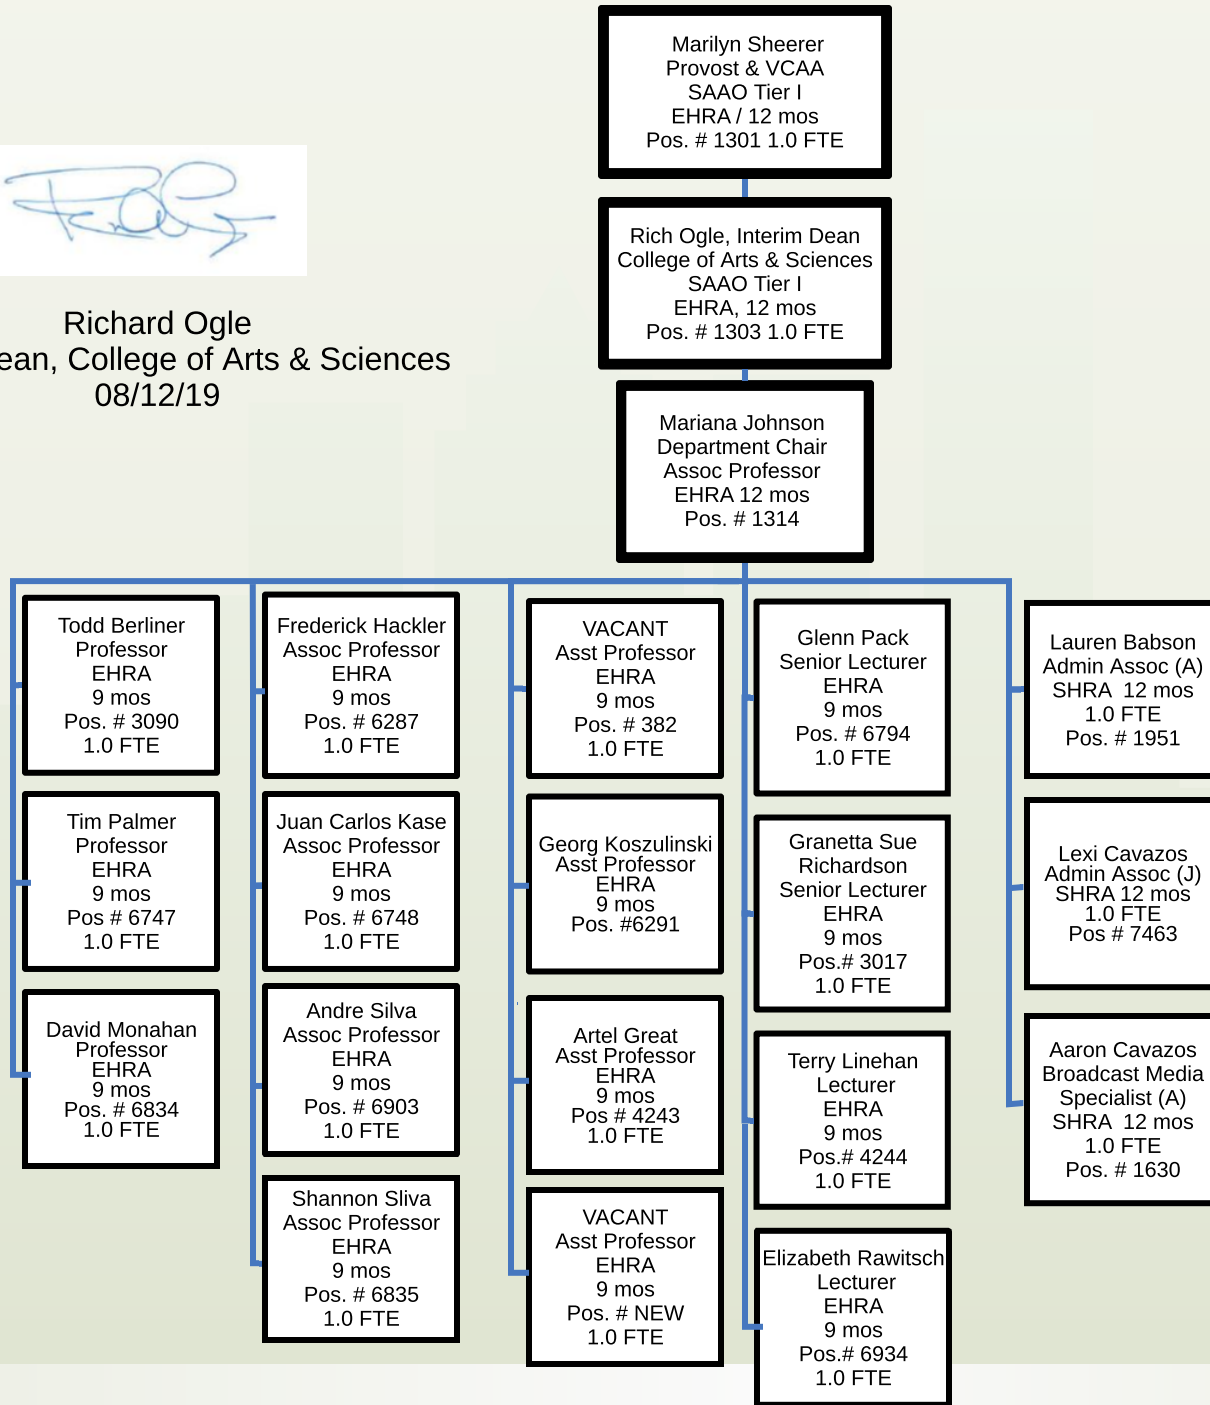 Marilyn Sheerer
Provost & VCAA
SAAO Tier I
EHRA / 12 mos
Pos. # 1301 1.0 FTE
Rich Ogle, Interim Dean
College of Arts & Sciences
SAAO Tier I
EHRA, 12 mos
Pos. # 1303 1.0 FTE
Richard Ogle
ean, College of Arts & Sciences
08/12/19
Mariana Johnson
Department Chair
Assoc Professor
EHRA 12 mos
Pos. # 1314
Todd Berliner
Professor
EHRA
9 mos
Pos. # 3090
1.0 FTE
Tim Palmer
Professor
EHRA
9 mos
Pos # 6747
1.0 FTE
David Monahan
Professor
EHRA
9 mos
Pos. # 6834
1.0 FTE
Frederick Hackler
Assoc Professor
EHRA
9 mos
Pos. # 6287
1.0 FTE
Juan Carlos Kase
Assoc Professor
EHRA
9 mos
Pos. # 6748
1.0 FTE
Andre Silva
Assoc Professor
EHRA
9 mos
Pos. # 6903
1.0 FTE
Shannon Sliva
Assoc Professor
EHRA
9 mos
Pos. # 6835
1.0 FTE
VACANT
Asst Professor
EHRA
9 mos
Pos. # 382
1.0 FTE
Georg Koszulinski
Asst Professor
EHRA
9 mos
Pos. #6291
Artel Great
Asst Professor
EHRA
9 mos
Pos # 4243
1.0 FTE
VACANT
Asst Professor
EHRA
9 mos
Pos. # NEW
1.0 FTE
Glenn Pack
Senior Lecturer
EHRA
9 mos
Pos. # 6794
1.0 FTE
Granetta Sue
Richardson
Senior Lecturer
EHRA
9 mos
Pos.# 3017
1.0 FTE
Terry Linehan
Lecturer
EHRA
9 mos
Pos.# 4244
1.0 FTE
Elizabeth Rawitsch
Lecturer
EHRA
9 mos
Pos.# 6934
1.0 FTE
Lauren Babson
Admin Assoc (A)
SHRA 12 mos
1.0 FTE
Pos. # 1951
Lexi Cavazos
Admin Assoc (J)
SHRA 12 mos
1.0 FTE
Pos # 7463
Aaron Cavazos
Broadcast Media
Specialist (A)
SHRA 12 mos
1.0 FTE
Pos. # 1630